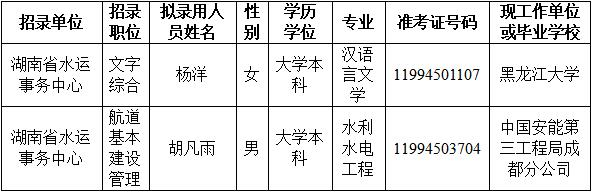 招录单位
招录
职位
拟录用人
员姓名
性
别
学历
学位
专业
准考证号码
现工作单位
或毕业学校
湖南省水运
事务中心
文字
综合
杨洋
女
大学本
科
汉语
言文
学
11994501107
黑龙江大学
湖南省水运
事务中心
航道
基本
建设
管理
胡凡雨
男
大学本
科
水利
水电
工程
11994503704
中国安能第
三工程局成
都分公司